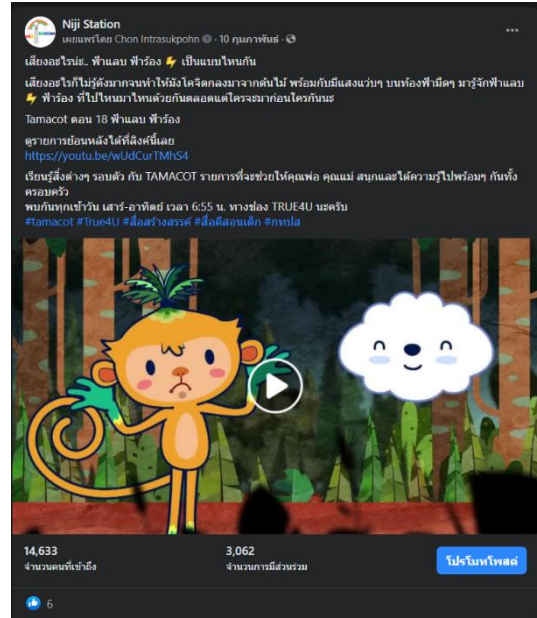 Niji Station
เผยแพร่โดย Chon Intrasukpohn · 10 กุมภาพันธ์ ·
เสียงอะไรน่ะ.. ฟ้าแลบ ฟ้าร้อง ⚡ เป็นแบบไหนกัน
เสียงอะไรก็ไม่รู้ดังมากจนทำให้มังโคจิตกลงมาจากต้นไม้ พร้อมกับมีแสงแว่บๆ บนท้องฟ้ามืดๆ มารู้จักฟ้าแลบ
⚡ ฟ้าร้อง ที่ไปไหนมาไหนด้วยกันตลอดแต่ใครจะมาก่อนใครกันนะ
Tamacot ตอน 18 ฟ้าแลบ ฟ้าร้อง
ดูรายการย้อนหลังได้ที่ลิงค์นี้เลย
https://youtu.be/wUdCurTMhS4
เรียนรู้สิ่งต่างๆ รอบตัว กับ TAMACOT รายการที่จะช่วยให้คุณพ่อ คุณแม่ สนุกและได้ความรู้ไปพร้อมๆ กันทั้ง
ครอบครัว
พบกันทุกเช้าวัน เสาร์-อาทิตย์ เวลา 6:55 น. ทางช่อง TRUE4U นะครับ
#tamacot #True4U #สื่อสร้างสรรค์ #สื่อดีสอนเด็ก #กทปส
14,633
จำนวนคนที่เข้าถึง
3,062
จำนวนการมีส่วนร่วม
โปรโมทโพสต์
6